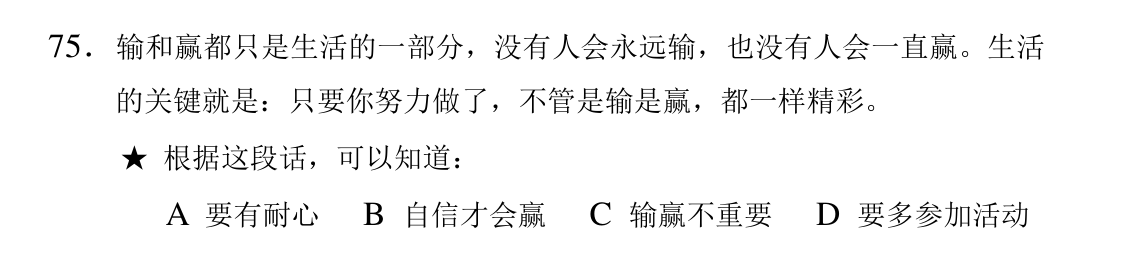 75. 输和赢都只是生活的一部分，没有人会永远输，也没有人会一直赢。生活
的关键就是：只要你努力做了，不管是输是赢，都一样精彩。
★ 根据这段话，可以知道：
A 要有耐心 B 自信才会赢 C 输赢不重要 D 要多参加活动